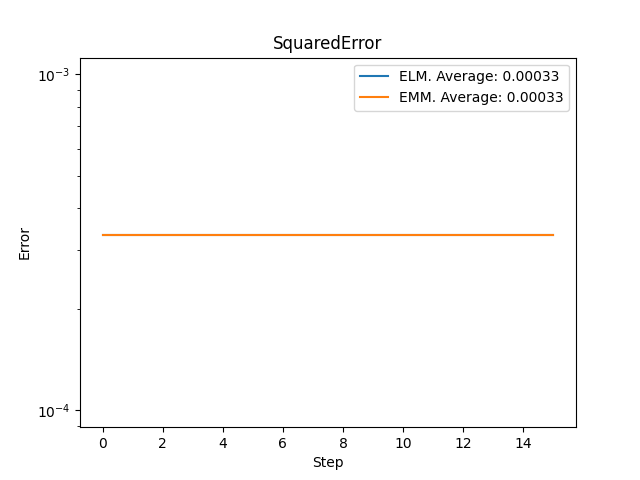 SquaredError
10⁻³
ELM. Average: 0.00033
EMM. Average: 0.00033
Error
10⁻⁴
0 2 4 6 8 10 12 14
Step